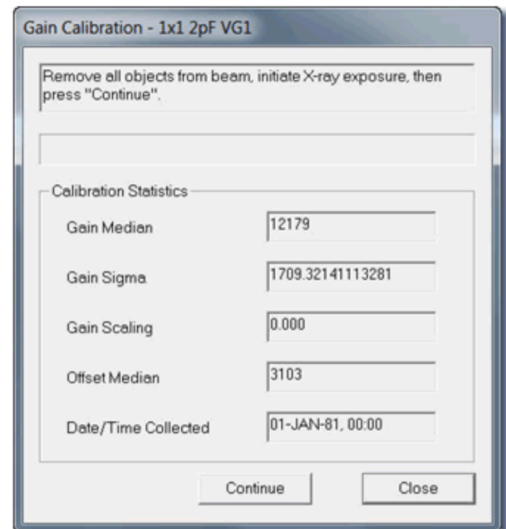 Gain Calibration - 1x1 2pF VG1
Remove all objects from beam, initiate X-ray exposure, then
press "Continue".
Calibration Statistics
Gain Median 12179
Gain Sigma 1709.32141113281
Gain Scaling 0.000
Offset Median 3103
Date/Time Collected 01-JAN-81, 00:00
Continue Close